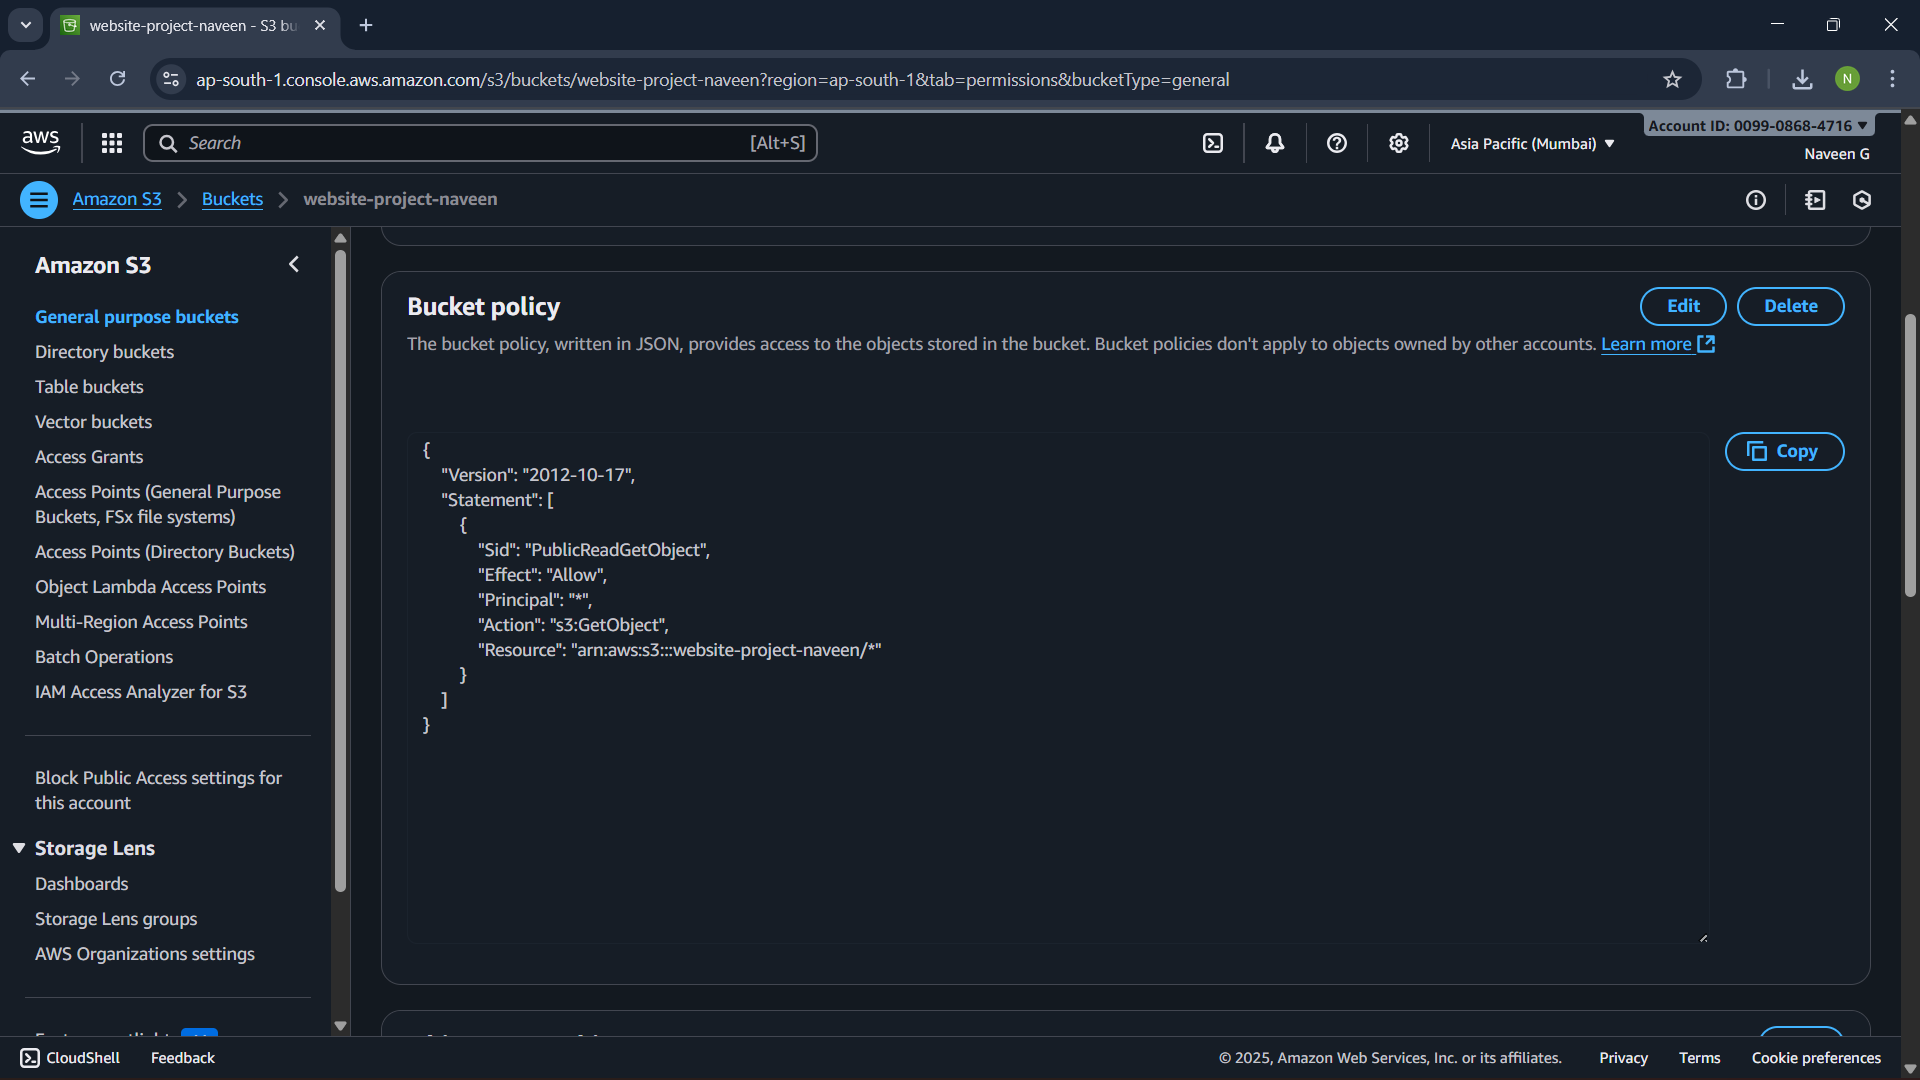 website-project-naveen - S3 bu
ap-south-1.console.aws.amazon.com/s3/buckets/website-project-naveen?region=ap-south-1&tab=permissions&bucketType=general
N
aws
Search
[Alt+S]
Asia Pacific (Mumbai) ▼
Account ID: 0099-0868-4716 ▼
Naveen G
Amazon S3 > Buckets > website-project-naveen
Amazon S3
General purpose buckets
Directory buckets
Table buckets
Vector buckets
Access Grants
Access Points (General Purpose
Buckets, FSx file systems)
Access Points (Directory Buckets)
Object Lambda Access Points
Multi-Region Access Points
Batch Operations
IAM Access Analyzer for S3
Block Public Access settings for
this account
Storage Lens
Dashboards
Storage Lens groups
AWS Organizations settings
Bucket policy
Edit
Delete
The bucket policy, written in JSON, provides access to the objects stored in the bucket. Bucket policies don't apply to objects owned by other accounts. Learn more
Copy
{
"Version": "2012-10-17",
"Statement": [
{
"Sid": "PublicReadGetObject",
"Effect": "Allow",
"Principal": "*",
"Action": "s3:GetObject",
"Resource": "arn:aws:s3:::website-project-naveen/*"
}
]
}
CloudShell
Feedback
© 2025, Amazon Web Services, Inc. or its affiliates.
Privacy
Terms
Cookie preferences